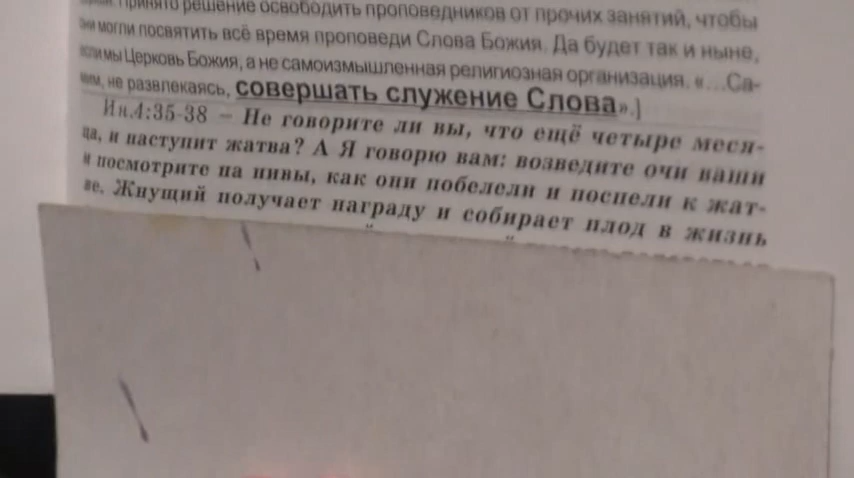 Принято решение освободить проповедников от прочих занятий, чтобы
они могли посвятить всё время проповеди Слова Божия. Да будет так и ныне,
если мы Церковь Божия, а не самоизмышленная религиозная организация. «…Са-
им, не развлекаясь, совершать служение Слова».]
Ин.4:35-38 – Не говорите ли вы, что ещё четыре меся-
ца, и наступит жатва? А Я говорю вам: возведите очи ваши
и посмотрите на нивы, как они побелели и поспели к жат-
ве. Жнущий получает награду и собирает плод в жизнь